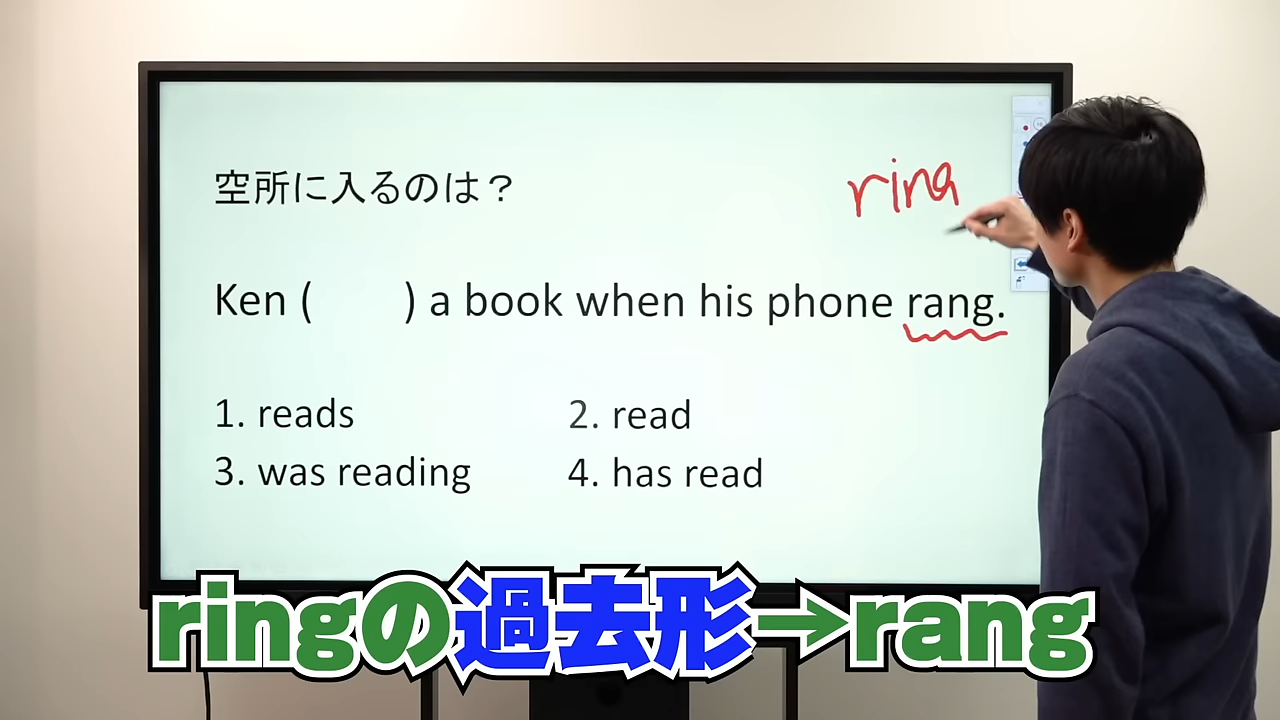 空所に入るのは？
rina
Ken (        ) a book when his phone rang.
1. reads
2. read
3. was reading
4. has read
ringの過去形→rang